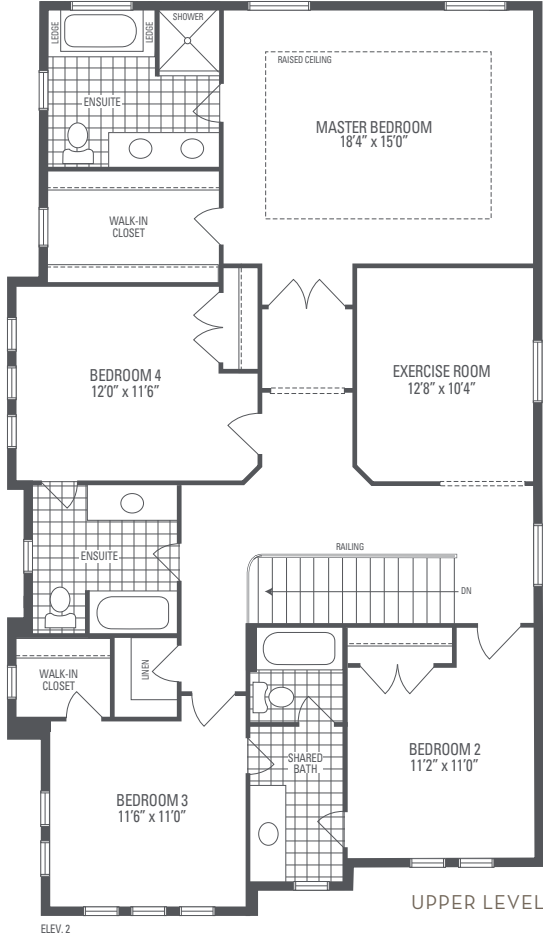 SHOWER
LEDGE
LEDGE
RAISED CEILING
ENSUITE
MASTER BEDROOM
18'4" x 15'0"
WALK-IN
CLOSET
BEDROOM 4
12'0" x 11'6"
EXERCISE ROOM
12'8" x 10'4"
ENSUITE
RAILING
DN
WALK-IN
CLOSET
LINEN
SHARED
BATH
BEDROOM 2
11'2" x 11'0"
BEDROOM 3
11'6" x 11'0"
UPPER LEVEL
ELEV. 2